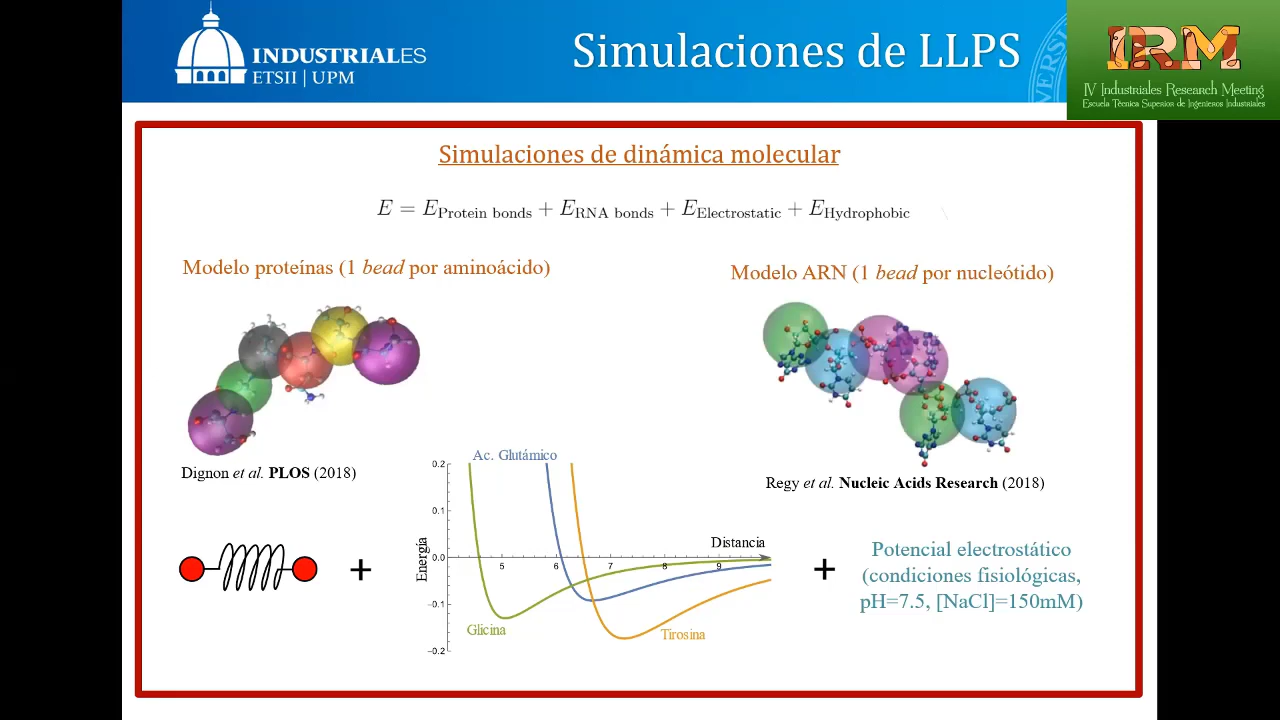 INDUSTRIALES
ETSII | UPM
Simulaciones de LLPS
IRM
IV Industriales Research Meeting
Escuela Técnica Superior de Ingenieros Industriales
Simulaciones de dinámica molecular
E = E_Protein bonds + E_RNA bonds + E_Electrostatic + E_Hydrophobic
Modelo proteínas (1 bead por aminoácido)
Modelo ARN (1 bead por nucleótido)
Dignon et al. PLOS (2018)
Regy et al. Nucleic Acids Research (2018)
+
Ac. Glutámico
0.2
0.1
0.0
-0.1
-0.2
Energía
5
6
7
8
9
Distancia
Glicina
Tirosina
+
Potencial electrostático
(condiciones fisiológicas,
pH=7.5, [NaCl]=150mM)